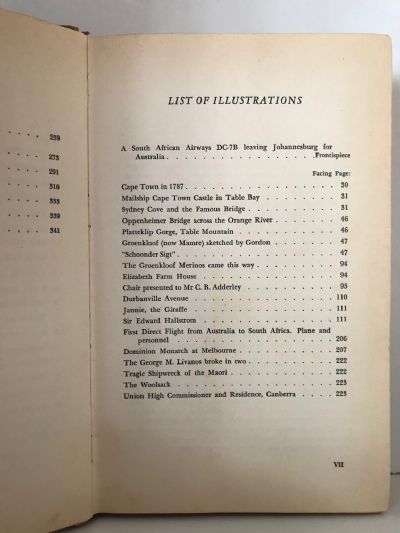 259
273
291
316
333
339
341
LIST OF ILLUSTRATIONS
A South African Airways DC-7B leaving Johannesburg for
Australia . . . . . . . . . . . . . Frontispiece
Facing Page:
Cape Town in 1787 . . . . . . . . . . . . . 30
Mailship Cape Town Castle in Table Bay . . . . . . . 31
Sydney Cove and the Famous Bridge . . . . . . . . 31
Oppenheimer Bridge across the Orange River . . . . . . 46
Platteklip Gorge, Table Mountain . . . . . . . . . 46
Groenkloof (now Mamre) sketched by Gordon . . . . . . 47
"Schoonder Sigt" . . . . . . . . . . . . . 47
The Groenkloof Merinos came this way . . . . . . . . 94
Elizabeth Farm House . . . . . . . . . . . . 94
Chair presented to Mr C. B. Adderley . . . . . . . . 95
Durbanville Avenue . . . . . . . . . . . . 110
Jannie, the Giraffe . . . . . . . . . . . . 111
Sir Edward Hallstrom . . . . . . . . . . . . 111
First Direct Flight from Australia to South Africa. Plane and
personnel . . . . . . . . . . . . . . 206
Dominion Monarch at Melbourne . . . . . . . . . 207
The George M. Livanos broke in two . . . . . . . . 222
Tragic Shipwreck of the Maori . . . . . . . . . . 222
The Woolsack . . . . . . . . . . . . . . 223
Union High Commissioner and Residence, Canberra . . . . 223
VII